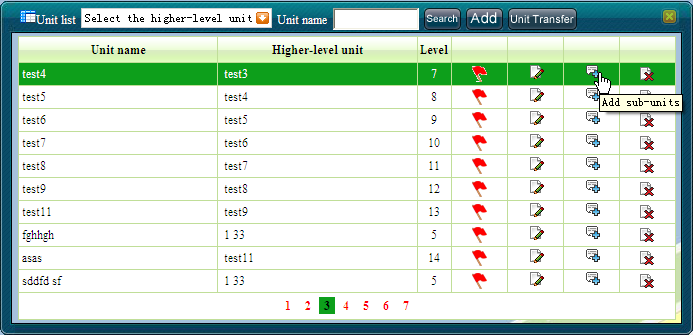 Unit list Select the higher-level unit Unit name Search Add Unit Transfer
Unit name Higher-level unit Level
test4 test3 7
test5 test4 8
Add sub-units
test6 test5 9
test7 test6 10
test8 test7 11
test9 test8 12
test11 test9 13
fghhgh 1 33 5
asas test11 14
sddfd sf 1 33 5
1 2 3 4 5 6 7